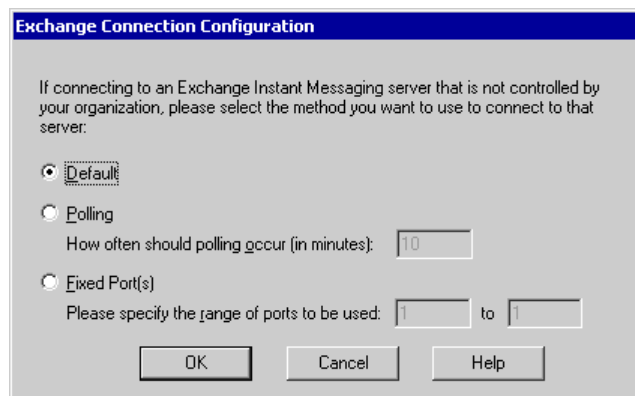 Exchange Connection Configuration
If connecting to an Exchange Instant Messaging server that is not controlled by
your organization, please select the method you want to use to connect to that
server:
Default
Polling
How often should polling occur (in minutes): 10
Fixed Port(s)
Please specify the range of ports to be used: 1 to 1
OK Cancel Help